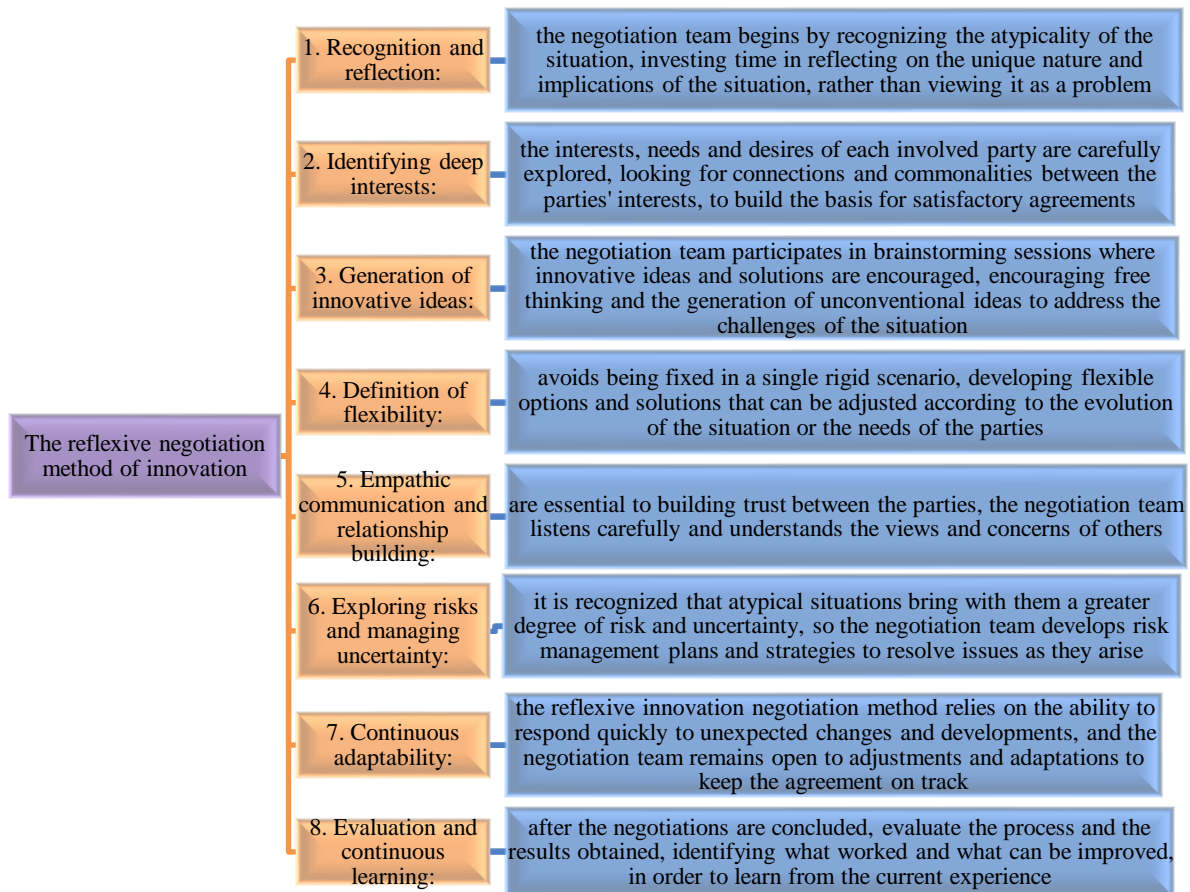 The reflexive negotiation
method of innovation
1. Recognition and
reflection:
the negotiation team begins by recognizing the atypicality of the
situation, investing time in reflecting on the unique nature and
implications of the situation, rather than viewing it as a problem
2. Identifying deep
interests:
the interests, needs and desires of each involved party are carefully
explored, looking for connections and commonalities between the
parties' interests, to build the basis for satisfactory agreements
3. Generation of
innovative ideas:
the negotiation team participates in brainstorming sessions where
innovative ideas and solutions are encouraged, encouraging free
thinking and the generation of unconventional ideas to address the
challenges of the situation
4. Definition of
flexibility:
avoids being fixed in a single rigid scenario, developing flexible
options and solutions that can be adjusted according to the evolution
of the situation or the needs of the parties
5. Empathic
communication and
relationship
building:
are essential to building trust between the parties, the negotiation team
listens carefully and understands the views and concerns of others
6. Exploring risks
and managing
uncertainty:
it is recognized that atypical situations bring with them a greater
degree of risk and uncertainty, so the negotiation team develops risk
management plans and strategies to resolve issues as they arise
7. Continuous
adaptability:
the reflexive innovation negotiation method relies on the ability to
respond quickly to unexpected changes and developments, and the
negotiation team remains open to adjustments and adaptations to
keep the agreement on track
8. Evaluation and
continuous
learning:
after the negotiations are concluded, evaluate the process and the
results obtained, identifying what worked and what can be improved,
in order to learn from the current experience